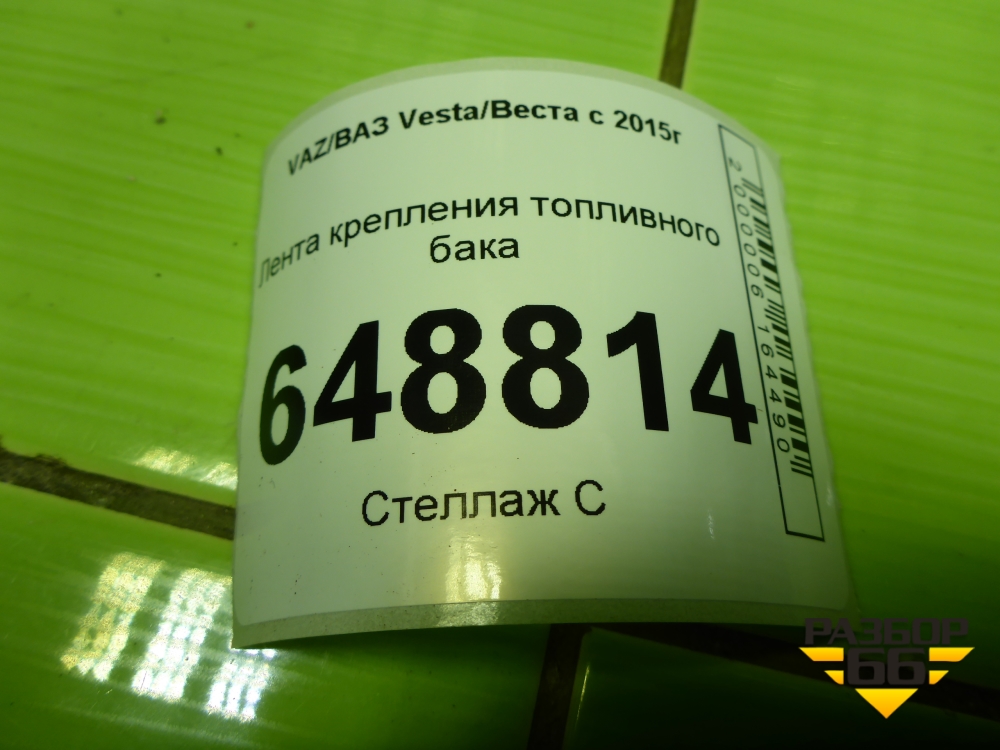 VAZ/ВАЗ Vesta/Веста с 2015г
Лента крепления топливного
бака
648814
Стеллаж С
2000006164490
РАЗБОР
66